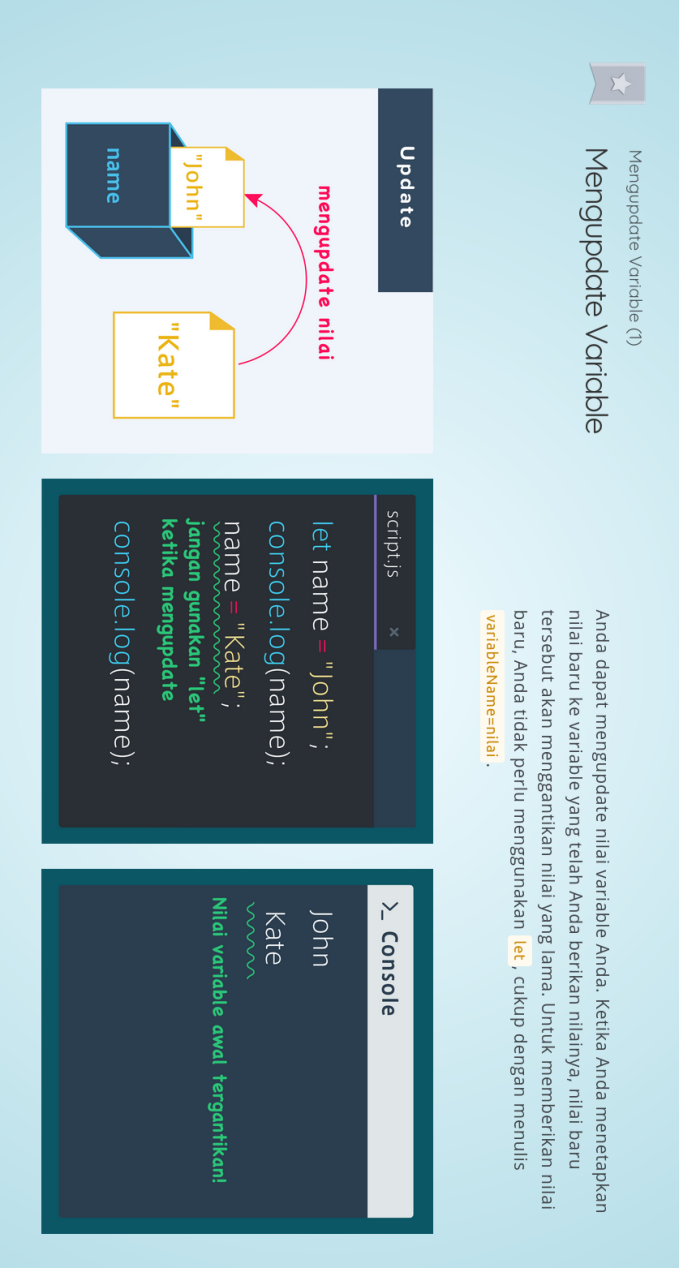 Mengupdate Variable (1)
Mengupdate Variable
Anda dapat mengupdate nilai variable Anda. Ketika Anda menetapkan
nilai baru ke variable yang telah Anda berikan nilainya, nilai baru
tersebut akan menggantikan nilai yang lama. Untuk memberikan nilai
baru, Anda tidak perlu menggunakan let, cukup dengan menulis
variableName=nilai.
Update
mengupdate nilai
"John"
name
"Kate"
script.js ×
let name = "John";
console.log(name);
name = "Kate";
jangan gunakan "let"
ketika mengupdate
console.log(name);
>_ Console
John
Kate
Nilai variable awal tergantikan!